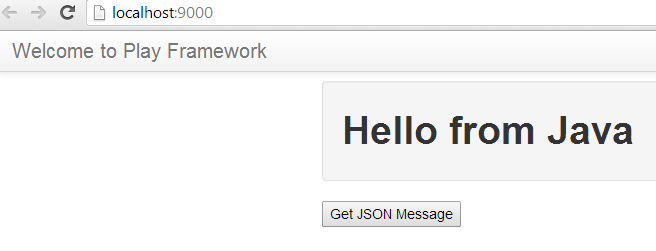 localhost:9000
Welcome to Play Framework
Hello from Java
Get JSON Message